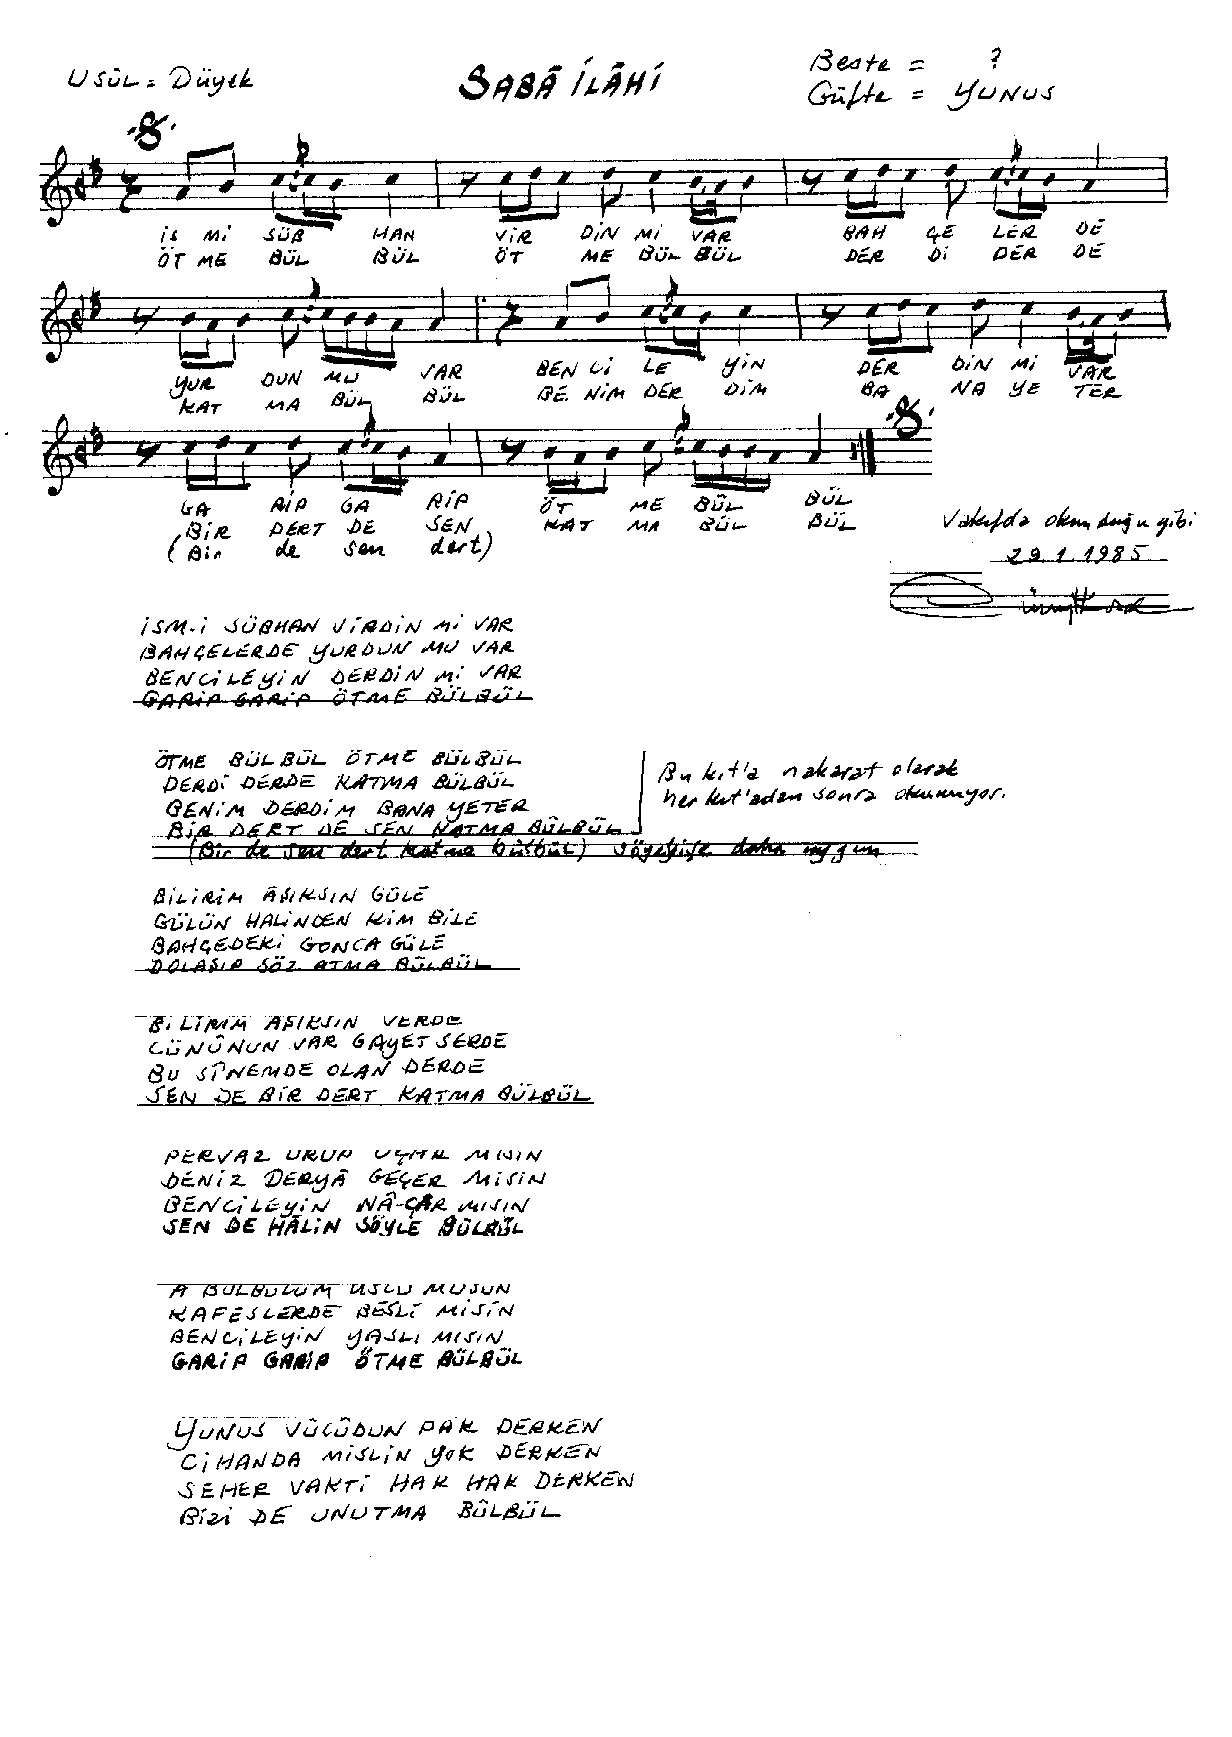 USÛL = Düyek
SABÂ İLÂHİ
Beste = ?
Güfte = YUNUS
İS Mİ SÜB HAN VİR DİN Mİ VAR BAH ÇE LER DE
ÖT ME BÜL BÜL ÖT ME BÜL BÜL DER Dİ DER DE
YUR DUN MU VAR BEN Cİ LE YİN DER DİN Mİ VAR
KAT MA BÜL BÜL BE NİM DER DİM BA NA YE TER
GA RİP GA RİP ÖT ME BÜL BÜL
BİR DERT DE SEN KAT MA BÜL BÜL
(Bir de sen dert)
Vakıfda okunduğu gibi
29.1.1985
İSM-İ SÜBHAN VİRDİN Mİ VAR
BAHÇELERDE YURDUN MU VAR
BENCİLEYİN DERDİN Mİ VAR
GARİP GARİP ÖTME BÜLBÜL
ÖTME BÜLBÜL ÖTME BÜLBÜL
DERDİ DERDE KATMA BÜLBÜL
BENİM DERDİM BANA YETER
BİR DERT DE SEN KATMA BÜLBÜL
(Bir de sen dert katma bülbül) söyleyişe daha uygun
Bu kıt'a nakarat olarak
her kıt'adan sonra okunuyor.
BİLİRİM ÂŞIKSIN GÜLE
GÜLÜN HALİNDEN KİM BİLE
BAHÇEDEKİ GONCA GÜLE
DOLAŞIP SÖZ ATMA BÜLBÜL
BİLİRİM AŞIKSIN VERDE
CÜNÛNUN VAR GAYET SERDE
BU SÎNEMDE OLAN DERDE
SEN DE BİR DERT KATMA BÜLBÜL
PERVAZ URUP UÇAR MISIN
DENİZ DERYÂ GEÇER MİSİN
BENCİLEYİN NÂ-ÇÂR MISIN
SEN DE HÂLİN SÖYLE BÜLBÜL
A BÜLBÜLÜM USLU MUSUN
KAFESLERDE BESLİ MİSİN
BENCİLEYİN YASLI MISIN
GARİP GARİP ÖTME BÜLBÜL
YUNUS VÜCÛDUN PAK DERKEN
CİHANDA MİSLİN YOK DERKEN
SEHER VAKTİ HAK HAK DERKEN
BİZİ DE UNUTMA BÜLBÜL